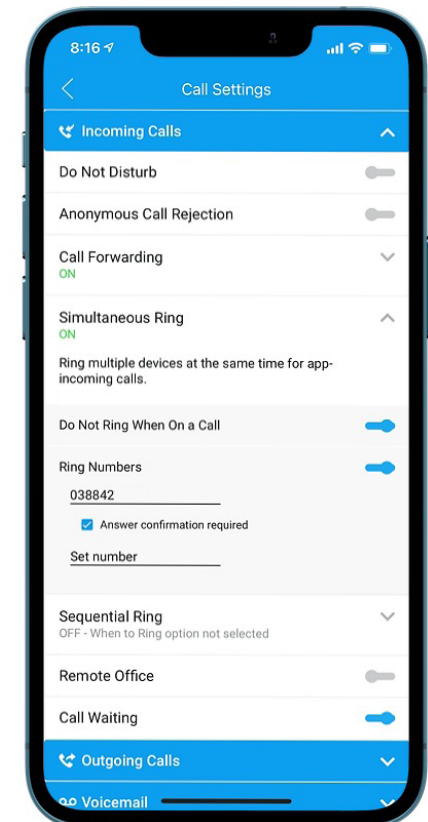 8:16
Call Settings
Incoming Calls
Do Not Disturb
Anonymous Call Rejection
Call Forwarding
ON
Simultaneous Ring
ON
Ring multiple devices at the same time for app-
incoming calls.
Do Not Ring When On a Call
Ring Numbers
038842
Answer confirmation required
Set number
Sequential Ring
OFF - When to Ring option not selected
Remote Office
Call Waiting
Outgoing Calls
Voicemail